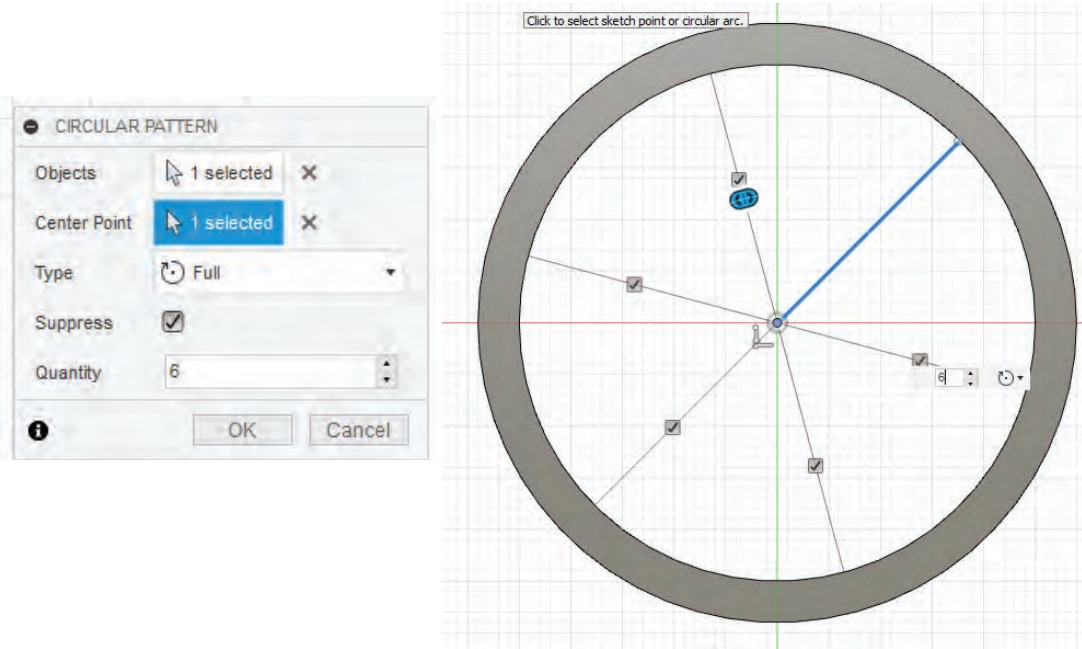 Click to select sketch point or circular arc.
CIRCULAR PATTERN
Objects 1 selected
Center Point 1 selected
Type Full
Suppress
Quantity 6
OK Cancel
6